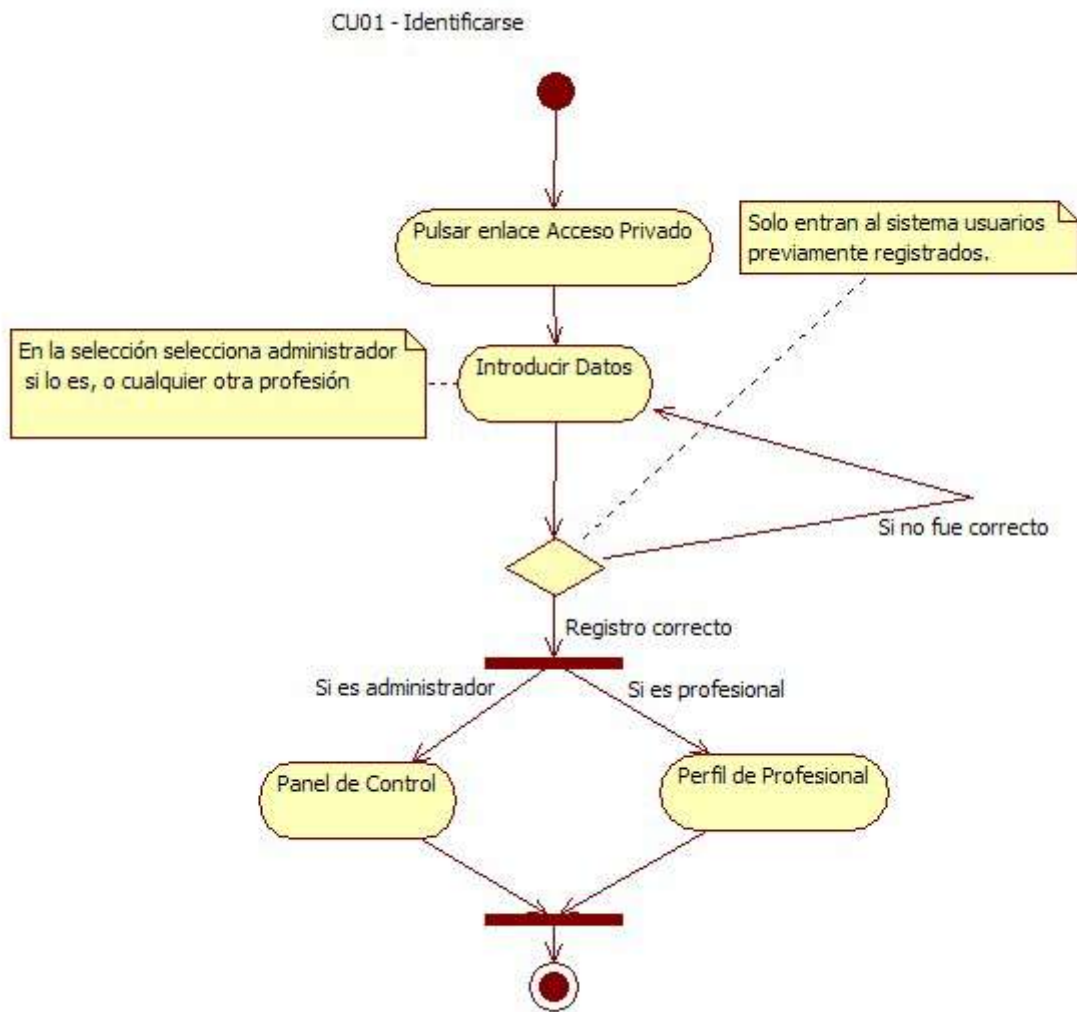 CU01 - Identificarse
Pulsar enlace Acceso Privado
Solo entran al sistema usuarios
previamente registrados.
En la selección selecciona administrador
si lo es, o cualquier otra profesión
Introducir Datos
Si no fue correcto
Registro correcto
Si es administrador
Si es profesional
Panel de Control
Perfil de Profesional